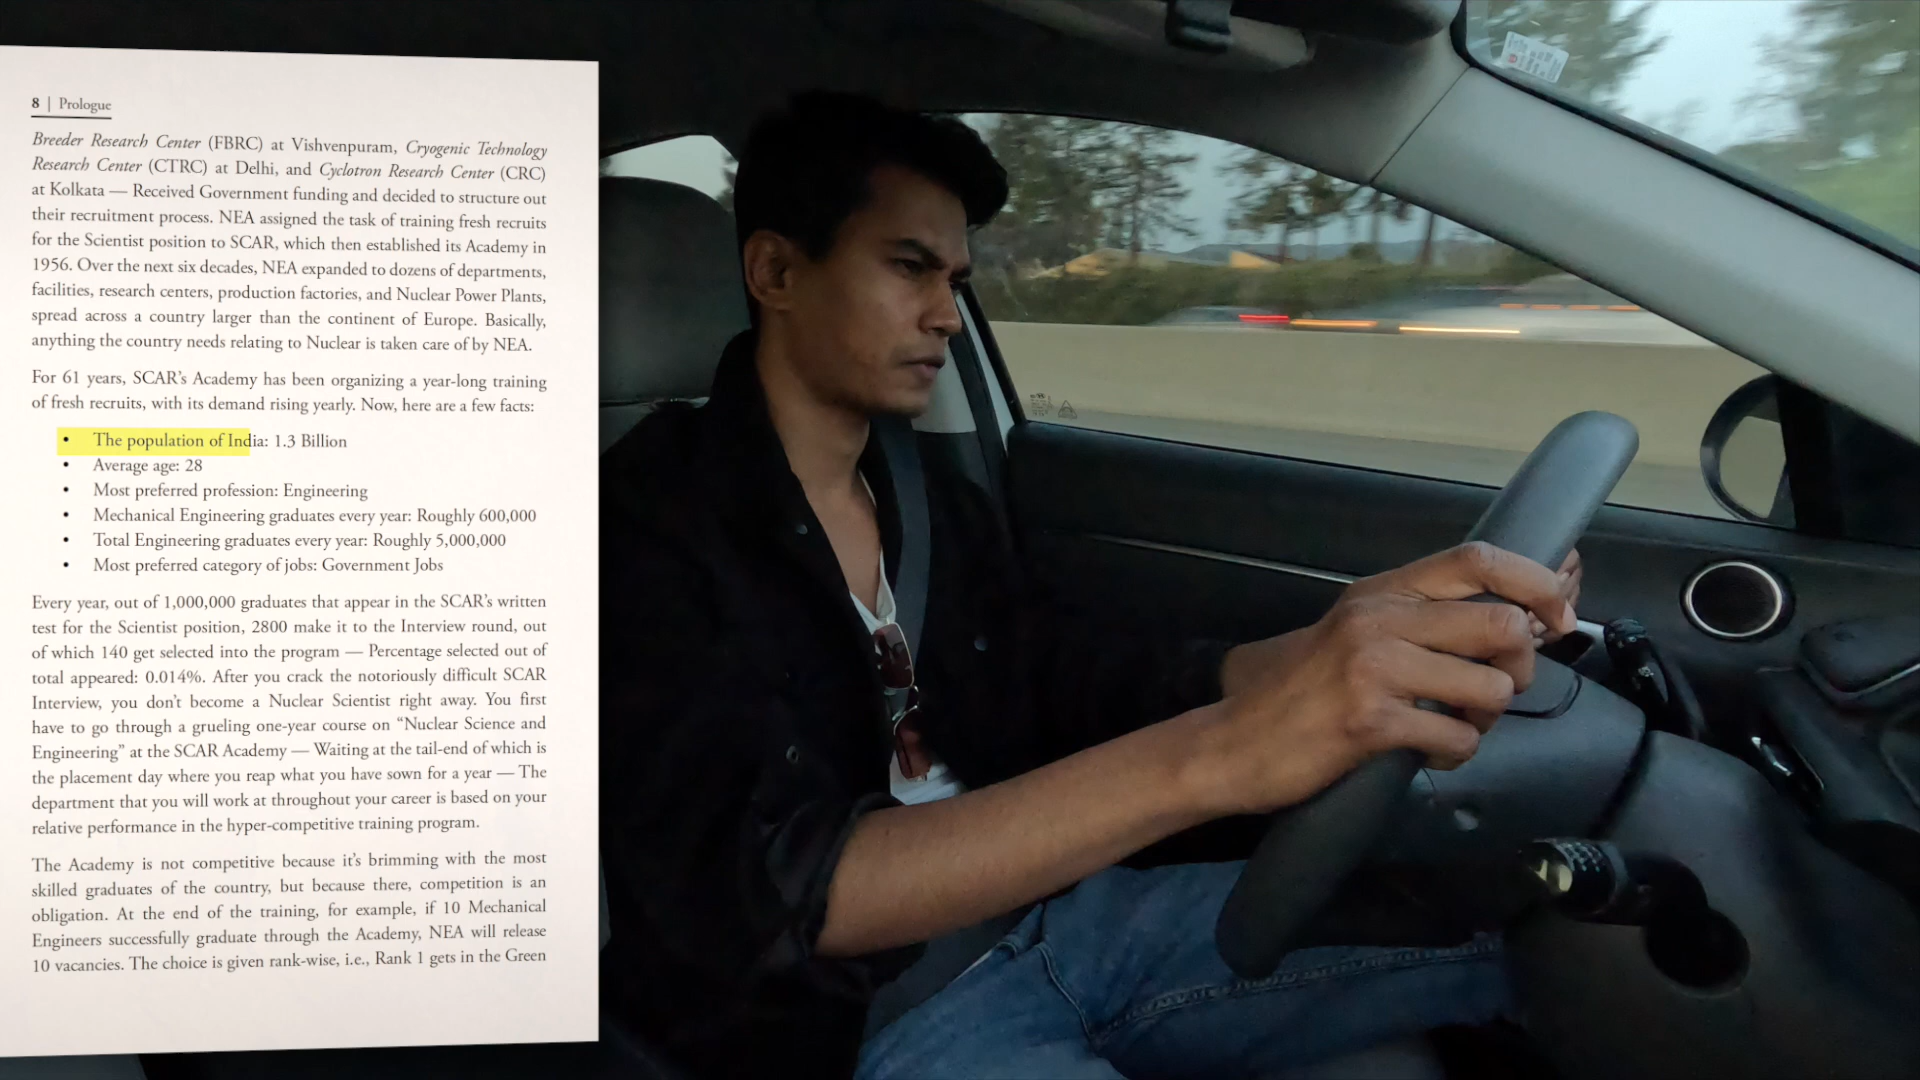 8 | Prologue
Breeder Research Center (FBRC) at Vishvenpuram, Cryogenic Technology
Research Center (CTRC) at Delhi, and Cyclotron Research Center (CRC)
at Kolkata — Received Government funding and decided to structure out
their recruitment process. NEA assigned the task of training fresh recruits
for the Scientist position to SCAR, which then established its Academy in
1956. Over the next six decades, NEA expanded to dozens of departments,
facilities, research centers, production factories, and Nuclear Power Plants,
spread across a country larger than the continent of Europe. Basically,
anything the country needs relating to Nuclear is taken care of by NEA.
For 61 years, SCAR's Academy has been organizing a year-long training
of fresh recruits, with its demand rising yearly. Now, here are a few facts:
• The population of India: 1.3 Billion
• Average age: 28
• Most preferred profession: Engineering
• Mechanical Engineering graduates every year: Roughly 600,000
• Total Engineering graduates every year: Roughly 5,000,000
• Most preferred category of jobs: Government Jobs
Every year, out of 1,000,000 graduates that appear in the SCAR's written
test for the Scientist position, 2800 make it to the Interview round, out
of which 140 get selected into the program — Percentage selected out of
total appeared: 0.014%. After you crack the notoriously difficult SCAR
Interview, you don't become a Nuclear Scientist right away. You first
have to go through a grueling one-year course on “Nuclear Science and
Engineering” at the SCAR Academy — Waiting at the tail-end of which is
the placement day where you reap what you have sown for a year — The
department that you will work at throughout your career is based on your
relative performance in the hyper-competitive training program.
The Academy is not competitive because it's brimming with the most
skilled graduates of the country, but because there, competition is an
obligation. At the end of the training, for example, if 10 Mechanical
Engineers successfully graduate through the Academy, NEA will release
10 vacancies. The choice is given rank-wise, i.e., Rank 1 gets in the Green